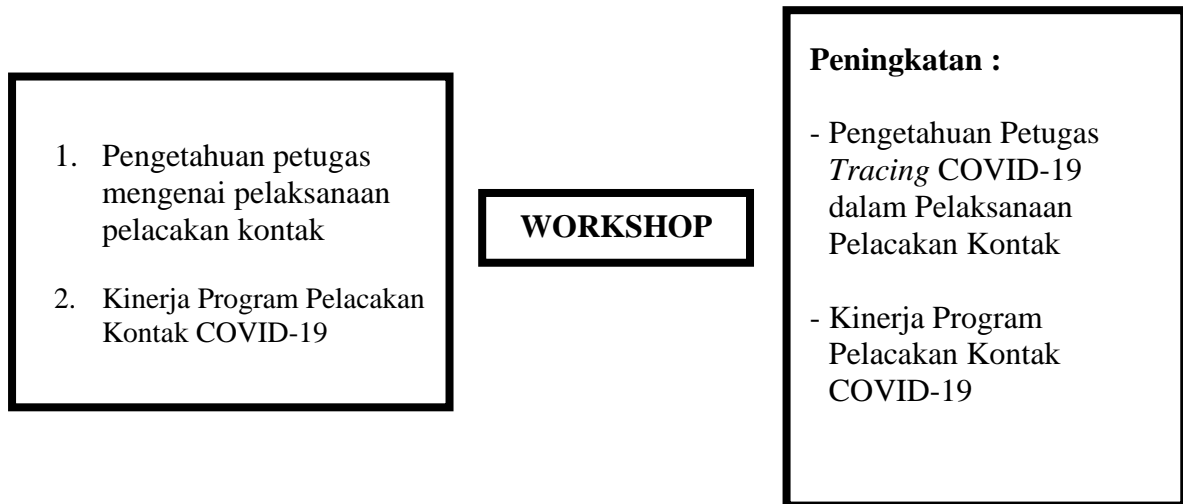 1. Pengetahuan petugas
mengenai pelaksanaan
pelacakan kontak
2. Kinerja Program Pelacakan
Kontak COVID-19
WORKSHOP
Peningkatan :
- Pengetahuan Petugas
Tracing COVID-19
dalam Pelaksanaan
Pelacakan Kontak
- Kinerja Program
Pelacakan Kontak
COVID-19